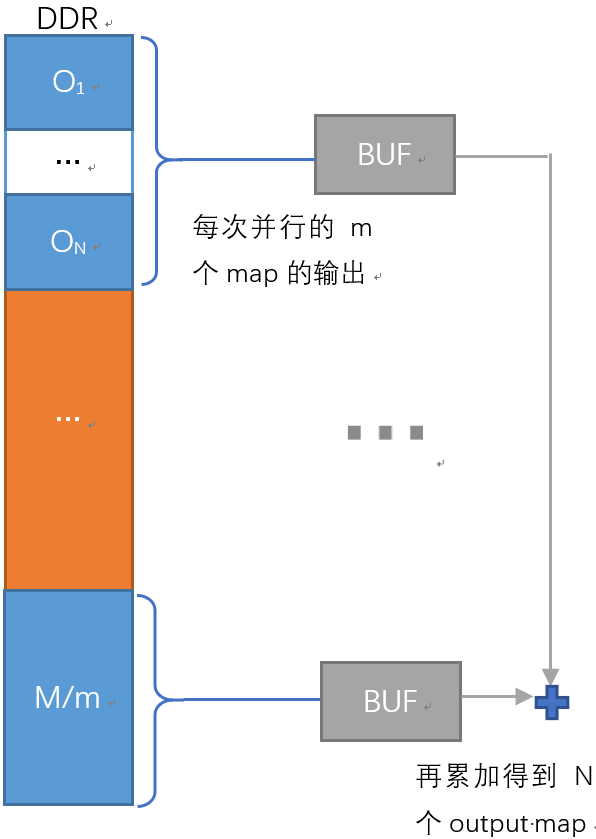 DDR
O₁
...
O_N
BUF
每次并行的 m
个 map 的输出
...
...
M/m
BUF
再累加得到 N
个 output·map